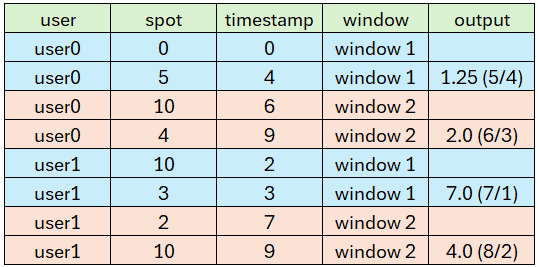 user spot timestamp window output
user0 0 0 window 1
user0 5 4 window 1 1.25 (5/4)
user0 10 6 window 2
user0 4 9 window 2 2.0 (6/3)
user1 10 2 window 1
user1 3 3 window 1 7.0 (7/1)
user1 2 7 window 2
user1 10 9 window 2 4.0 (8/2)